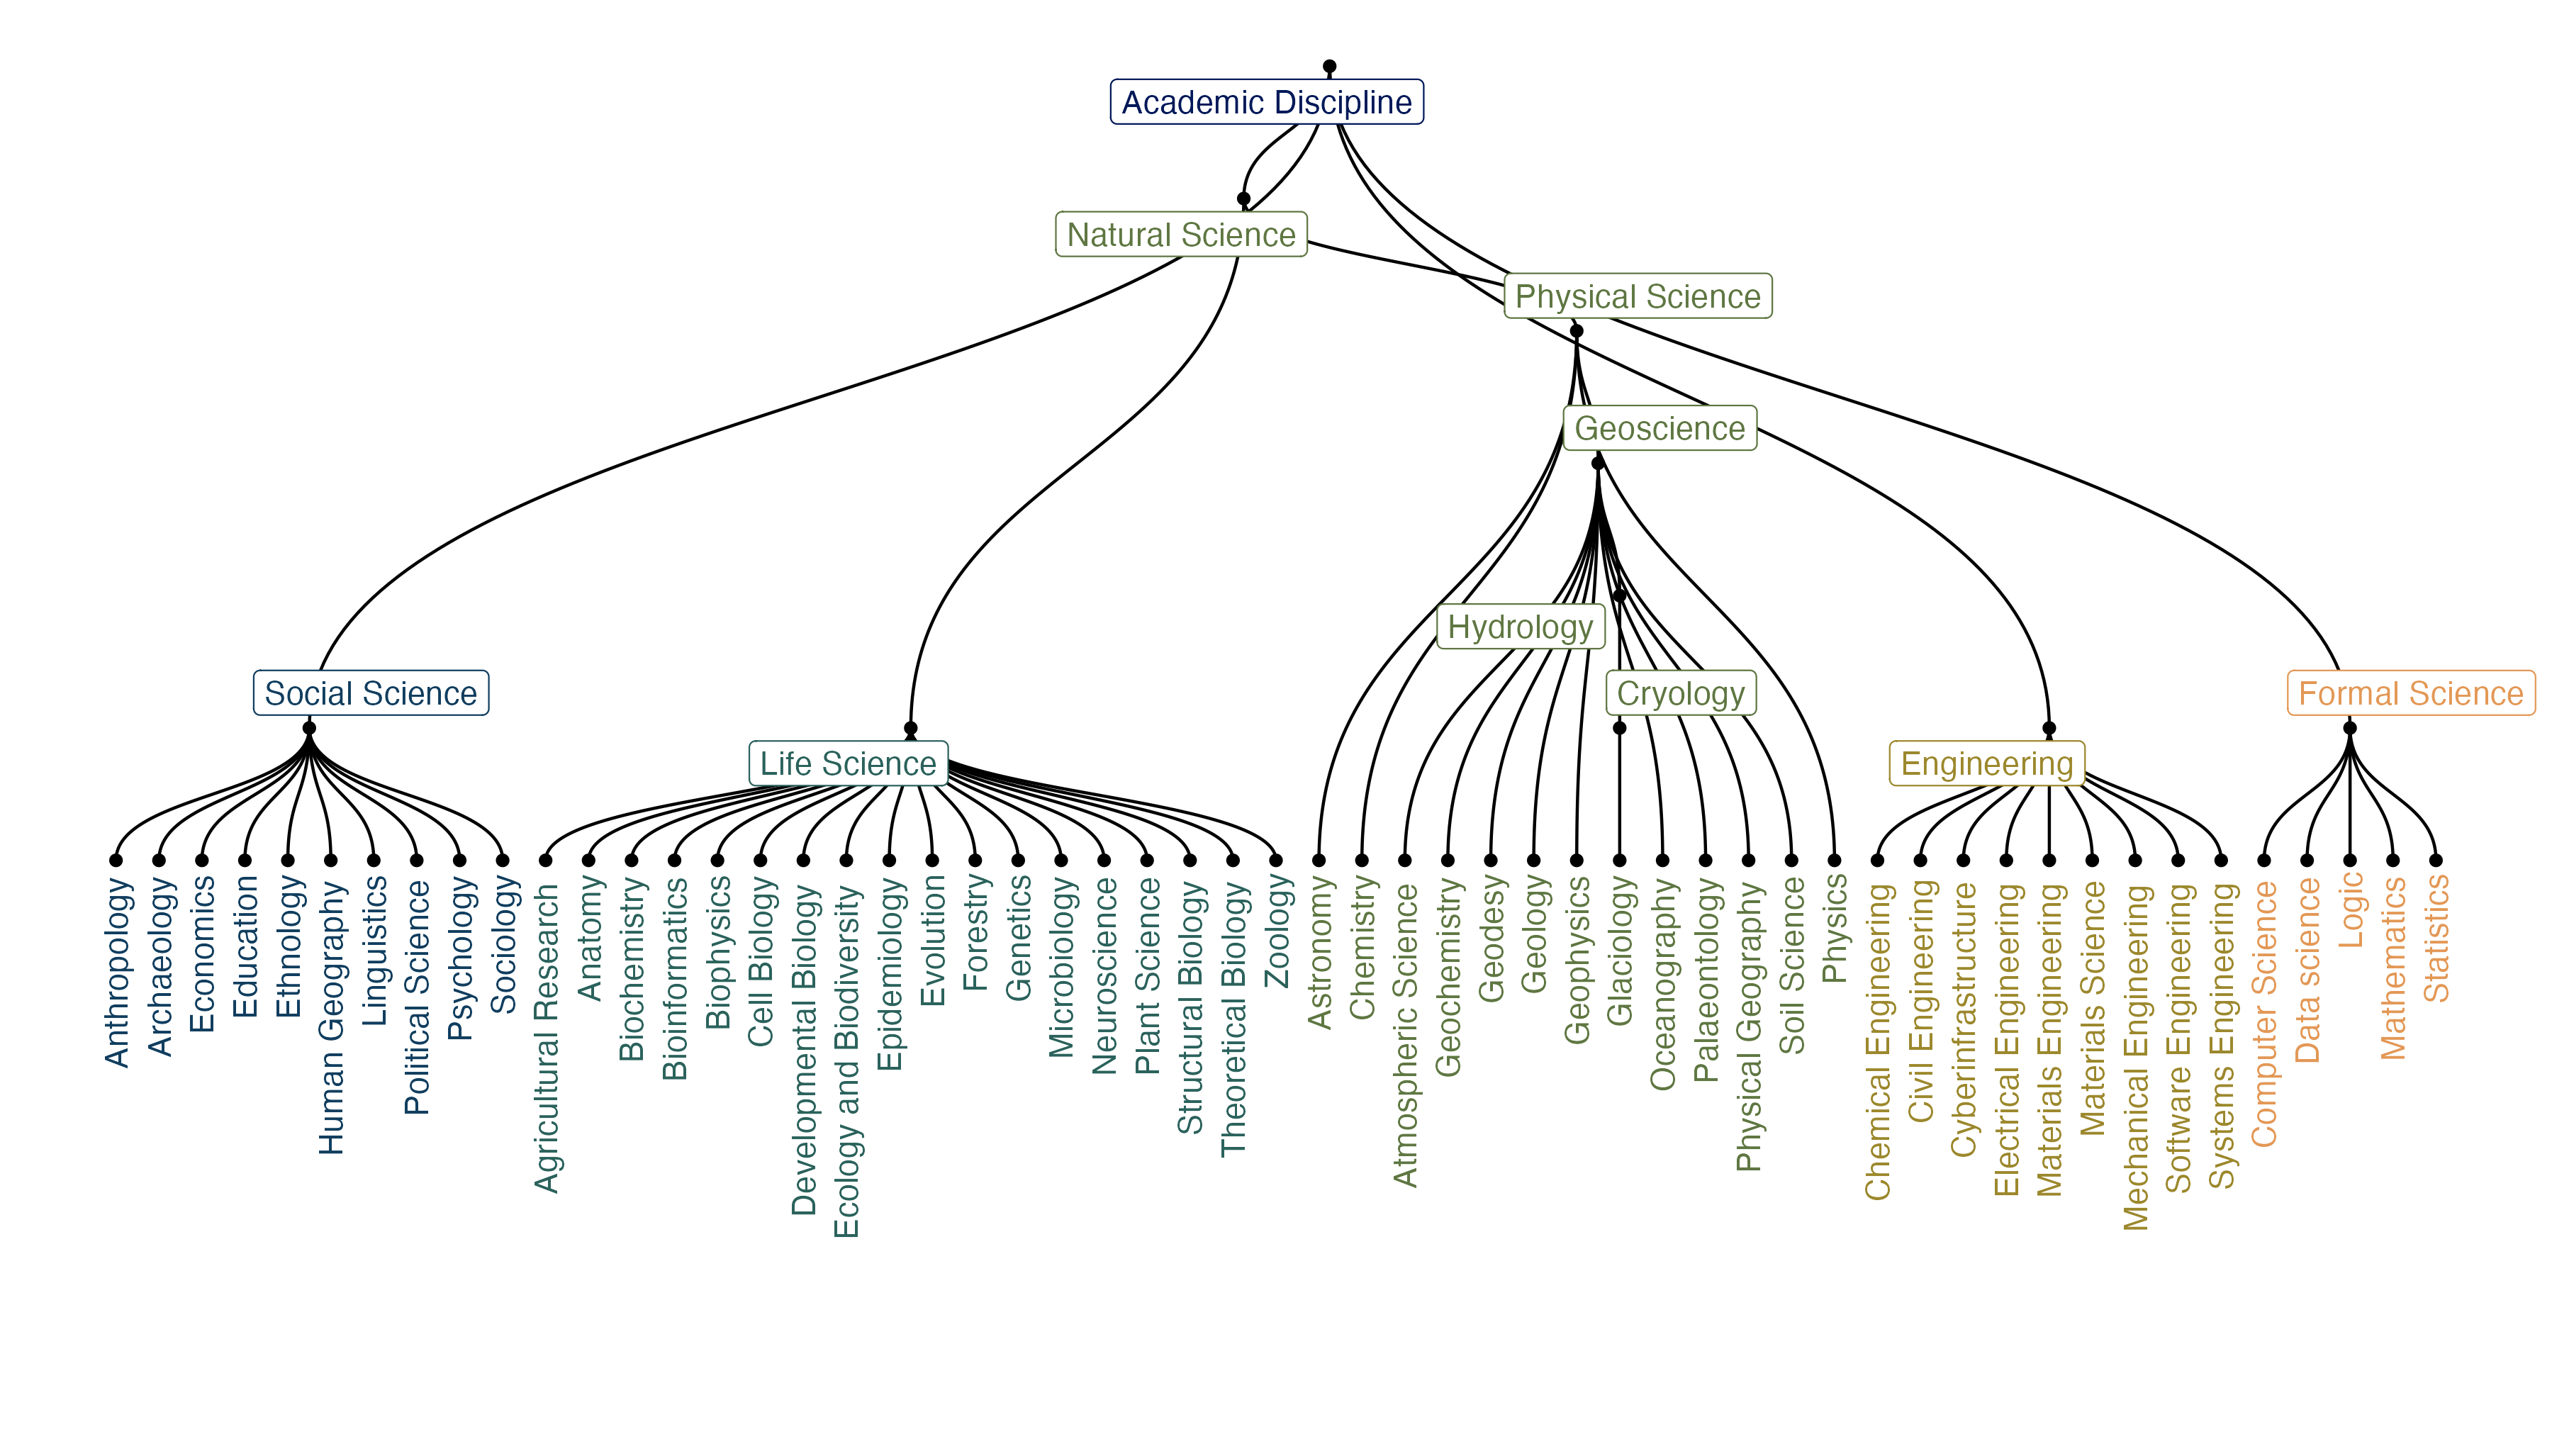 Academic Discipline
Natural Science
Physical Science
Geoscience
Hydrology
Cryology
Social Science
Formal Science
Life Science
Engineering
Anthropology
Archaeology
Economics
Education
Ethnology
Human Geography
Linguistics
Political Science
Psychology
Sociology
Agricultural Research
Anatomy
Biochemistry
Bioinformatics
Biophysics
Cell Biology
Developmental Biology
Ecology and Biodiversity
Epidemiology
Evolution
Forestry
Genetics
Microbiology
Neuroscience
Plant Science
Structural Biology
Theoretical Biology
Zoology
Astronomy
Chemistry
Atmospheric Science
Geochemistry
Geodesy
Geology
Geophysics
Glaciology
Oceanography
Palaeontology
Physical Geography
Soil Science
Physics
Chemical Engineering
Civil Engineering
Cyberinfrastructure
Electrical Engineering
Materials Engineering
Materials Science
Mechanical Engineering
Software Engineering
Systems Engineering
Computer Science
Data science
Logic
Mathematics
Statistics